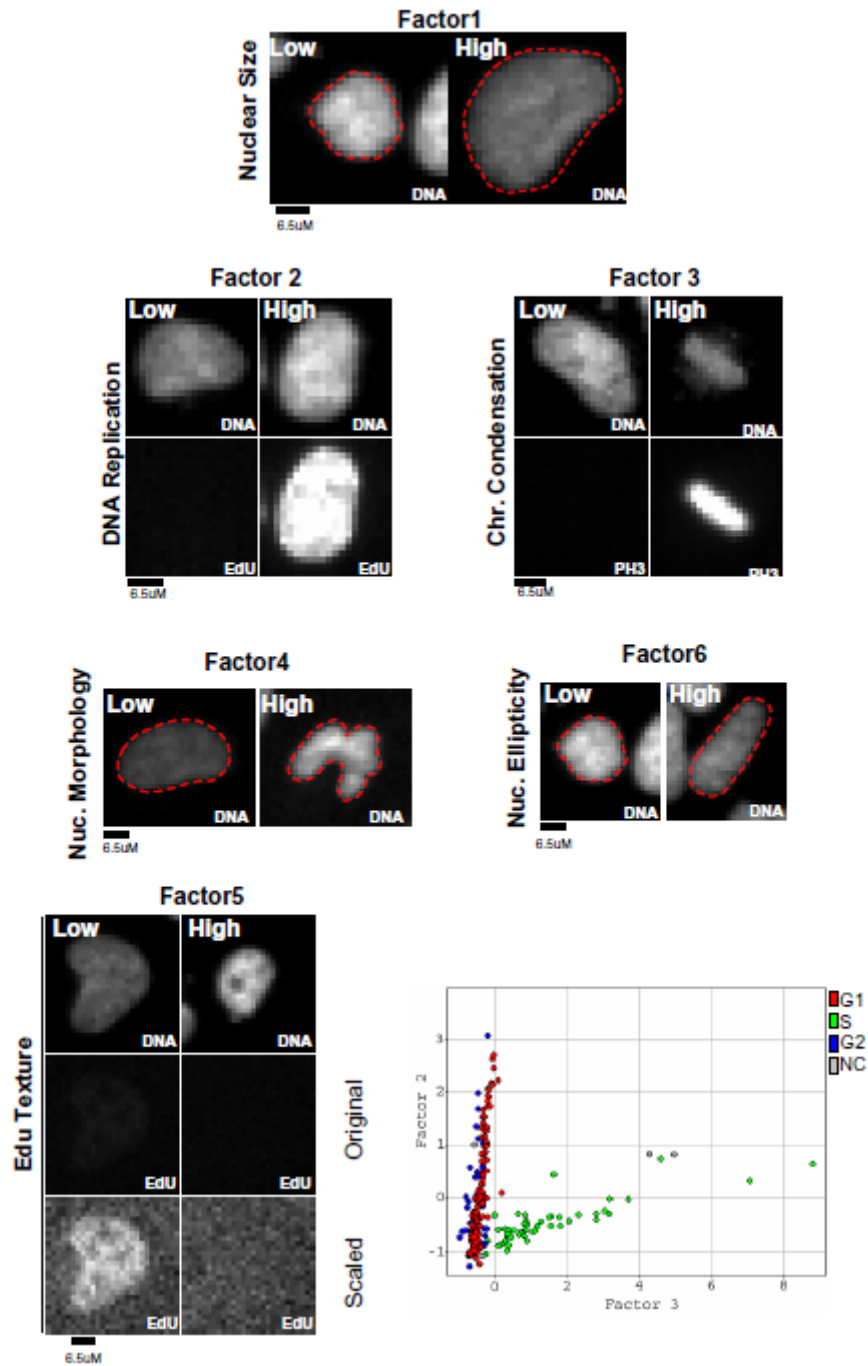 Factor1
Nuclear Size
Low
High
DNA
DNA
6.5uM
Factor 2
Factor 3
DNA Replication
Low
High
DNA
DNA
EdU
EdU
6.5uM
Chr. Condensation
Low
High
DNA
DNA
PH3
PH3
6.5uM
Factor4
Factor6
Nuc. Morphology
Low
High
DNA
DNA
6.5uM
Nuc. Ellipticity
Low
High
DNA
DNA
6.5uM
Factor5
Edu Texture
Low
High
DNA
DNA
EdU
EdU
Original
EdU
EdU
Scaled
6.5uM
G1
S
G2
NC
Factor 2
3
2
1
0
-1
0
2
4
6
8
Factor 3